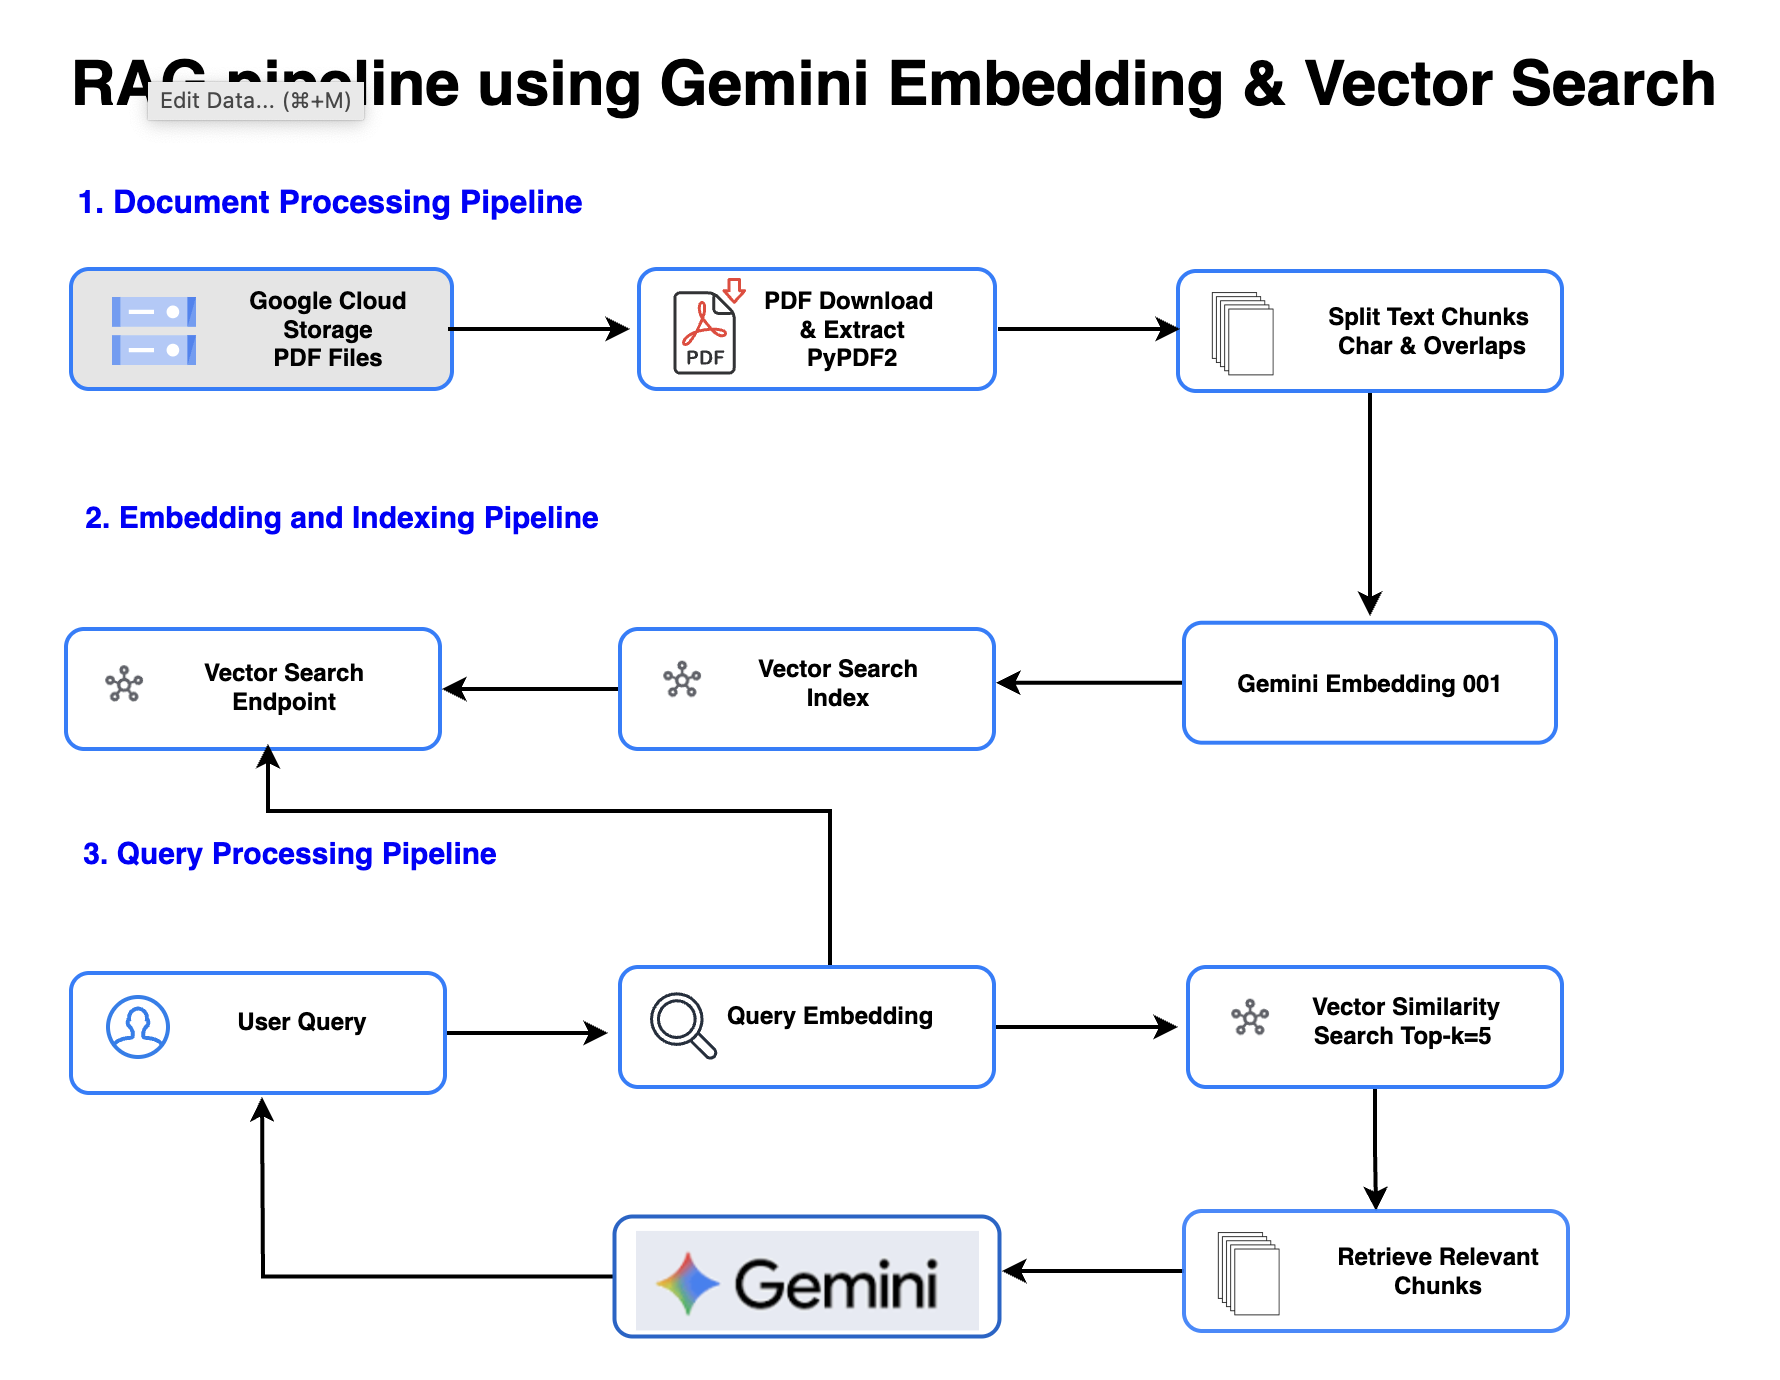 RAG pipeline using Gemini Embedding & Vector Search
Edit Data... (⌘+M)
1. Document Processing Pipeline
Google Cloud
Storage
PDF Files
PDF
PDF Download
& Extract
PyPDF2
Split Text Chunks
Char & Overlaps
2. Embedding and Indexing Pipeline
Vector Search
Endpoint
Vector Search
Index
Gemini Embedding 001
3. Query Processing Pipeline
User Query
Query Embedding
Vector Similarity
Search Top-k=5
Gemini
Retrieve Relevant
Chunks